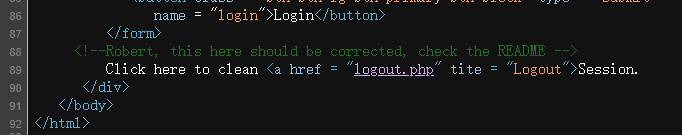 86 name = "login">Login</button>
87 </form>
88 <!--Robert, this here should be corrected, check the README -->
89 Click here to clean <a href = "logout.php" tite = "Logout">Session.
90 </div>
91 </body>
92 </html>